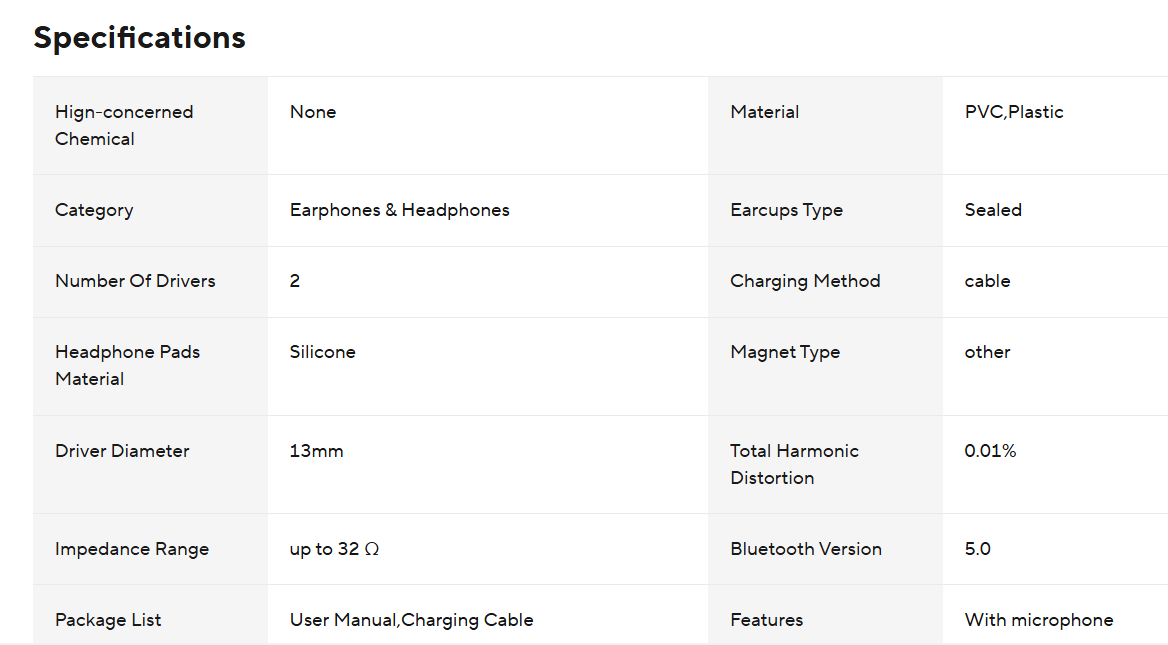 Specifications
Hign-concerned
Chemical
None
Material
PVC,Plastic
Category
Earphones & Headphones
Earcups Type
Sealed
Number Of Drivers
2
Charging Method
cable
Headphone Pads
Material
Silicone
Magnet Type
other
Driver Diameter
13mm
Total Harmonic
Distortion
0.01%
Impedance Range
up to 32 Ω
Bluetooth Version
5.0
Package List
User Manual,Charging Cable
Features
With microphone